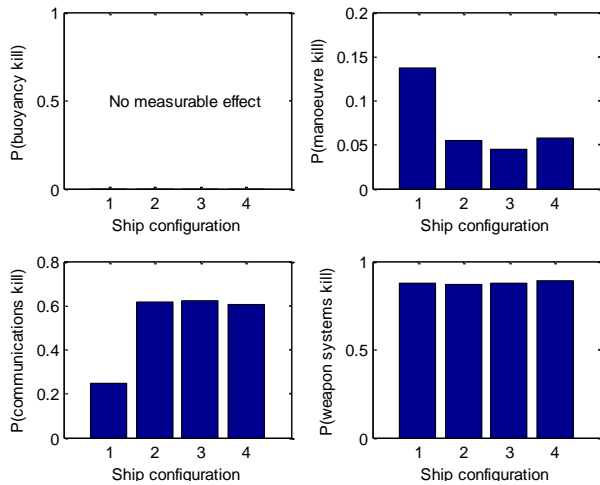 1
0.5
0
P(buoyancy kill)
No measurable effect
1 2 3 4
Ship configuration
0.2
0.15
0.1
0.05
0
P(manoeuvre kill)
1 2 3 4
Ship configuration
0.8
0.6
0.4
0.2
0
P(communications kill)
1 2 3 4
Ship configuration
1
0.5
0
P(weapon systems kill)
1 2 3 4
Ship configuration